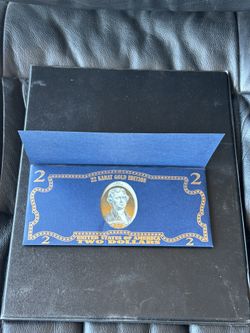 2 22 KARAT GOLD EDITION 2
UNITED STATES OF AMERICA
2 TWO DOLLARS 2